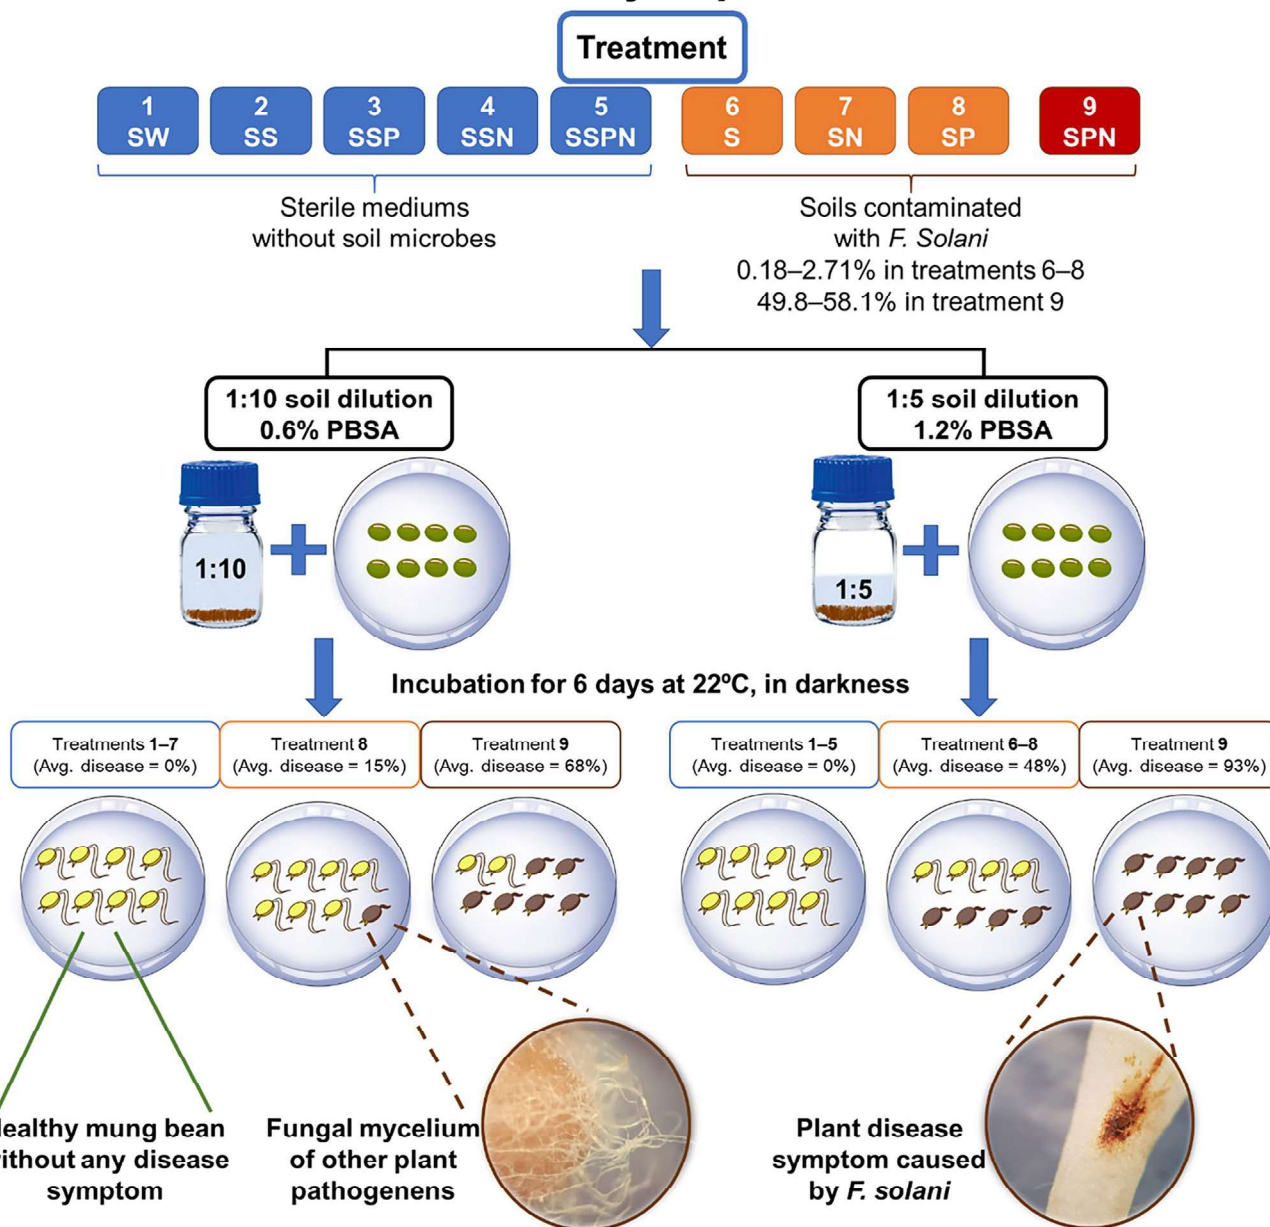 Treatment
1
SW
2
SS
3
SSP
4
SSN
5
SSPN
6
S
7
SN
8
SP
9
SPN
Sterile mediums
without soil microbes
Soils contaminated
with F. Solani
0.18–2.71% in treatments 6–8
49.8–58.1% in treatment 9
1:10 soil dilution
0.6% PBSA
1:5 soil dilution
1.2% PBSA
1:10
1:5
Incubation for 6 days at 22ºC, in darkness
Treatments 1–7
(Avg. disease = 0%)
Treatment 8
(Avg. disease = 15%)
Treatment 9
(Avg. disease = 68%)
Treatments 1–5
(Avg. disease = 0%)
Treatment 6–8
(Avg. disease = 48%)
Treatment 9
(Avg. disease = 93%)
ealthy mung bean
ithout any disease
symptom
Fungal mycelium
of other plant
pathogenens
Plant disease
symptom caused
by F. solani